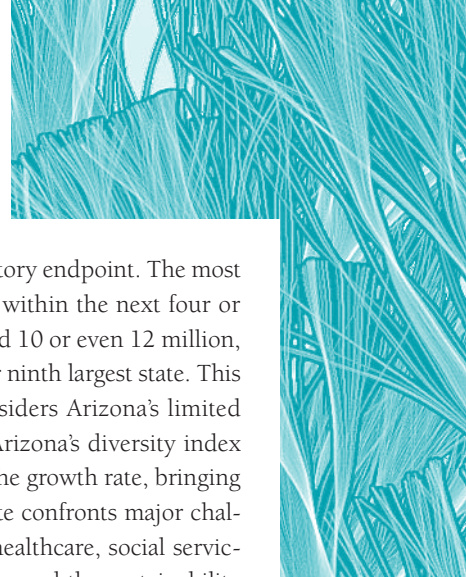 tory endpoint. The most
within the next four or
d 10 or even 12 million,
ninth largest state. This
siders Arizona's limited
rizona's diversity index
he growth rate, bringing
te confronts major chal-
healthcare, social servic-